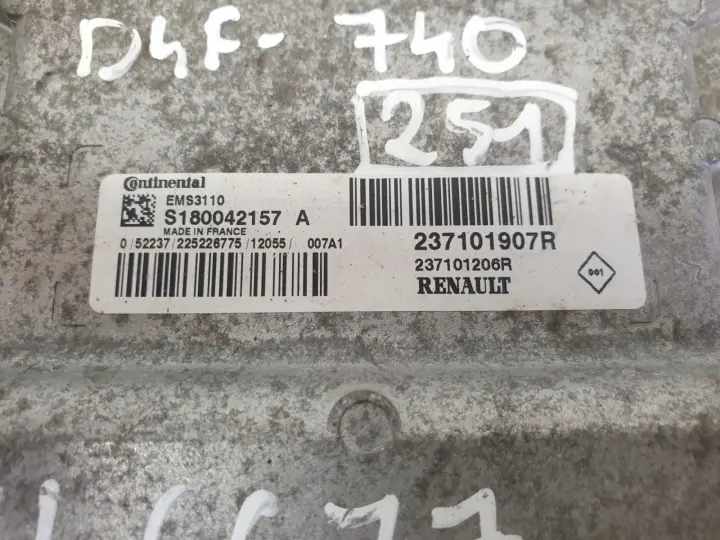 D4F- 740
251
Continental
EMS3110
S180042157 A
MADE IN FRANCE
0/52237/225226775/12055/ 007A1
237101907R
237101206R
RENAULT
001